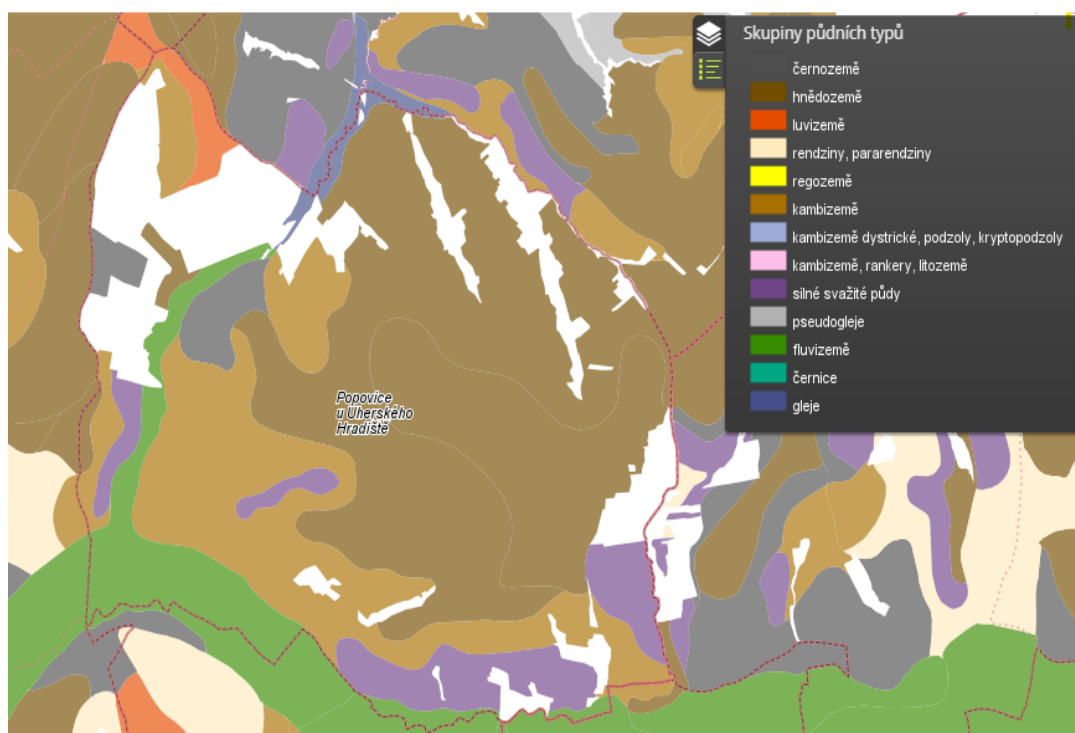 Skupiny půdních typů
černozemě
hnědozemě
luvizemě
rendziny, pararendziny
regozemě
kambizemě
kambizemě dystrické, podzoly, kryptopodzoly
kambizemě, rankery, litozemě
silné svažité půdy
pseudogleje
fluvizemě
černice
gleje
Popovice
u Uherského
Hradiště